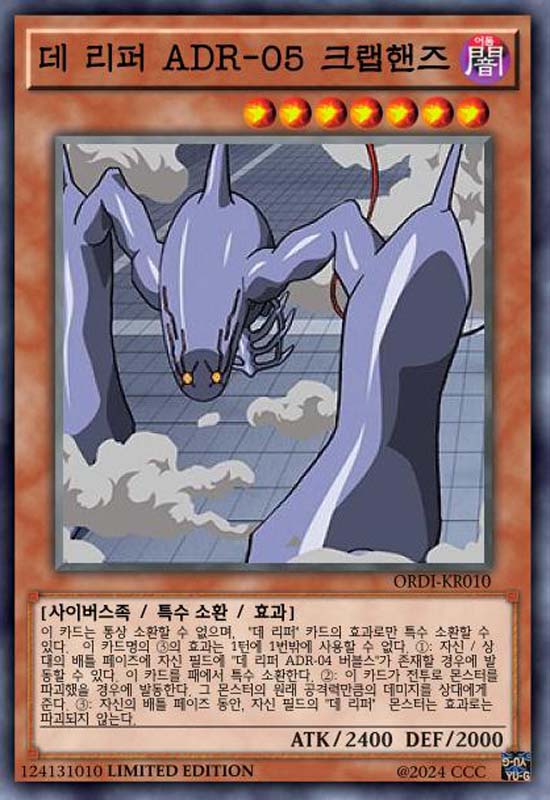 데 리퍼 ADR-05 크랩핸즈
어둠
闇
ORDI-KR010
[사이버스족 / 특수 소환 / 효과]
이 카드는 통상 소환할 수 없으며, "데 리퍼" 카드의 효과로만 특수 소환할 수
있다. 이 카드명의 ③의 효과는 1턴에 1번밖에 사용할 수 없다. ①: 자신 / 상
대의 배틀 페이즈에 자신 필드에 "데 리퍼 ADR-04 버블스"가 존재할 경우에 발
동할 수 있다. 이 카드를 패에서 특수 소환한다. ②: 이 카드가 전투로 몬스터를
파괴했을 경우에 발동한다. 그 몬스터의 원래 공격력만큼의 데미지를 상대에게
준다. ③: 자신의 배틀 페이즈 동안, 자신 필드의 "데 리퍼" 몬스터는 효과로는
파괴되지 않는다.
ATK/2400 DEF/2000
124131010 LIMITED EDITION
@2024 CCC
YU-G